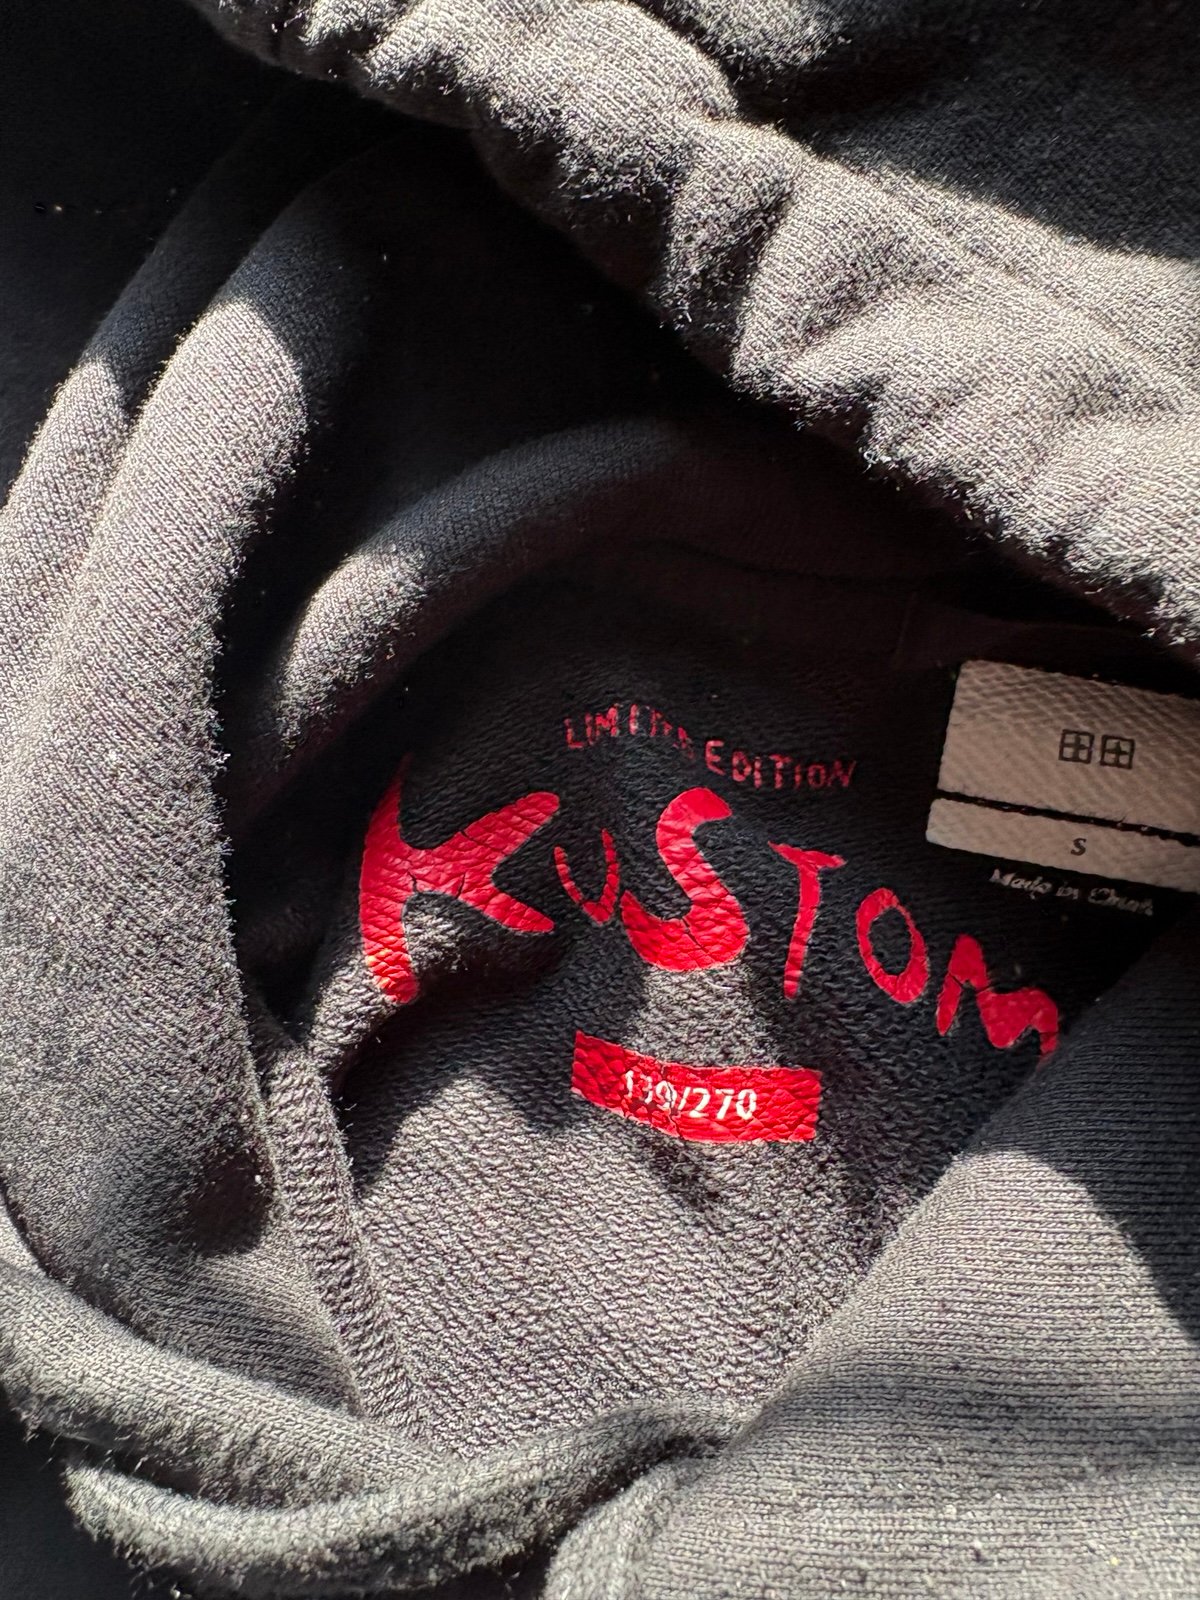 LIMITED EDITION
KuSTOM
139/270
S
Made in China